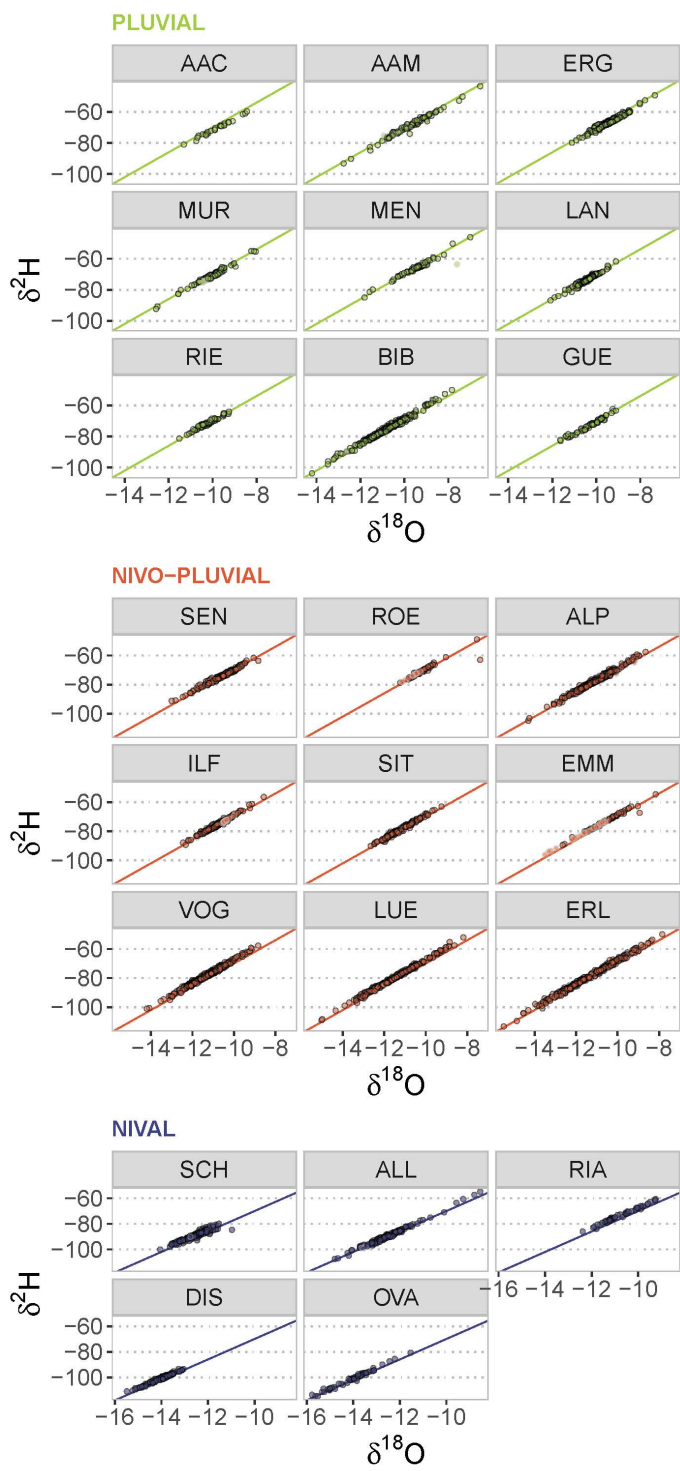 PLUVIAL
AAC AAM ERG
−60
−80
−100
MUR MEN LAN
−60
−80
−100
δ²H
RIE BIB GUE
−60
−80
−100
−14 −12 −10 −8 −14 −12 −10 −8 −14 −12 −10 −8
δ¹⁸O
NIVO−PLUVIAL
SEN ROE ALP
−60
−80
−100
ILF SIT EMM
−60
−80
−100
δ²H
VOG LUE ERL
−60
−80
−100
−14 −12 −10 −8 −14 −12 −10 −8 −14 −12 −10 −8
δ¹⁸O
NIVAL
SCH ALL RIA
−60
−80
−100
−16 −14 −12 −10
δ²H
DIS OVA
−60
−80
−100
−16 −14 −12 −10 −16 −14 −12 −10
δ¹⁸O